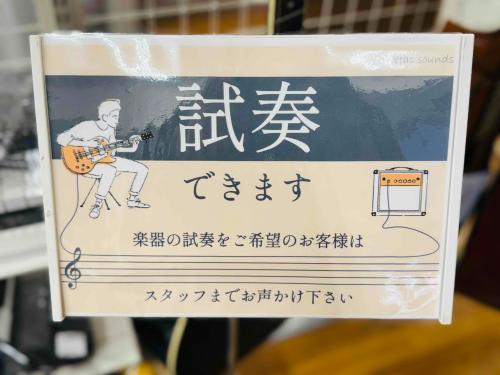 試奏
できます
楽器の試奏をご希望のお客様は
スタッフまでお声かけ下さい